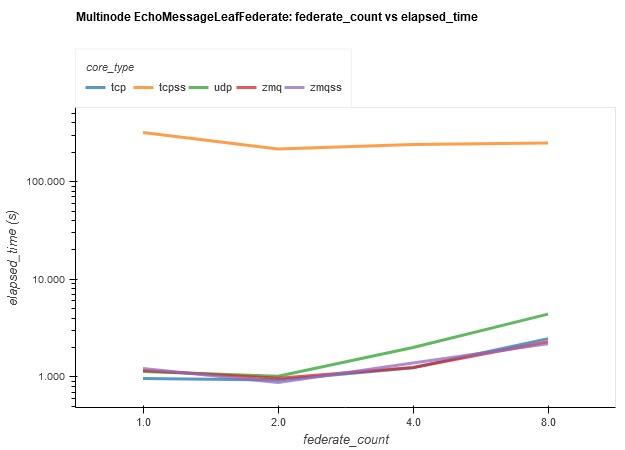 Multinode EchoMessageLeafFederate: federate_count vs elapsed_time
core_type
tcp tcpss udp zmq zmqss
100.000
10.000
1.000
elapsed_time (s)
1.0 2.0 4.0 8.0
federate_count